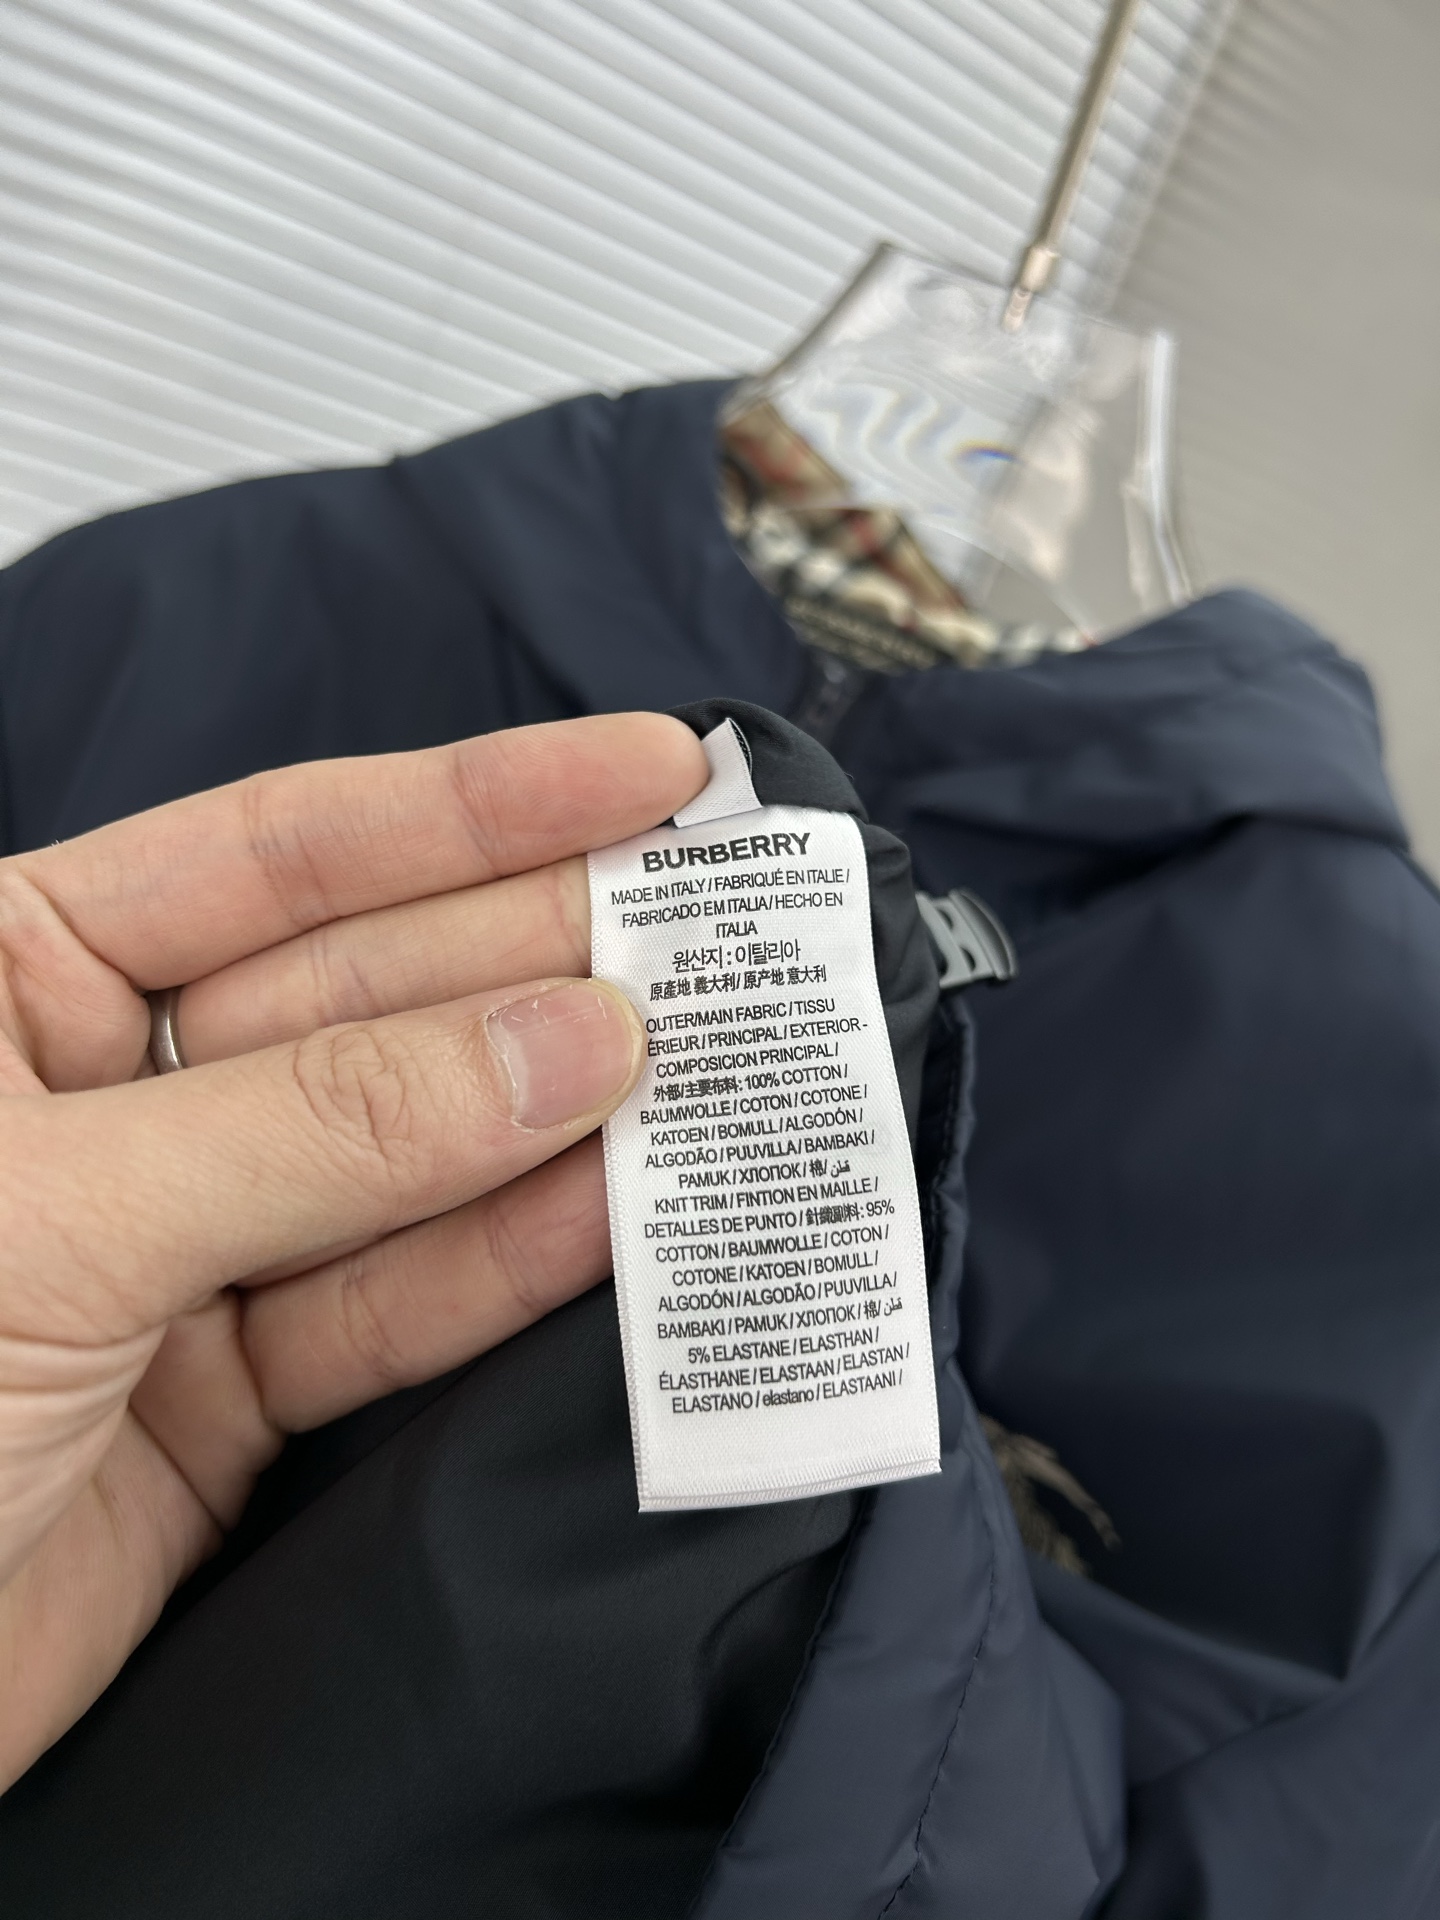 BURBERRY
MADE IN ITALY / FABRIQUÉ EN ITALIE /
FABRICADO EM ITALIA / HECHO EN
ITALIA
원산지 : 이탈리아
原產地 義大利 / 原产地 意大利
OUTER/MAIN FABRIC / TISSU
ÉRIEUR / PRINCIPAL / EXTERIOR -
COMPOSICION PRINCIPAL /
外部/主要布料: 100% COTTON /
BAUMWOLLE / COTON / COTONE /
KATOEN / BOMULL / ALGODÓN /
ALGODÃO / PUUVILLA / BAMBAKI /
PAMUK / ХЛОПОК / 棉/ قطن
KNIT TRIM / FINTION EN MAILLE /
DETALLES DE PUNTO / 針織副料: 95%
COTTON / BAUMWOLLE / COTON /
COTONE / KATOEN / BOMULL /
ALGODÓN / ALGODÃO / PUUVILLA /
BAMBAKI / PAMUK / ХЛОПОК / 棉/ قطن
5% ELASTANE / ELASTHAN /
ÉLASTHANE / ELASTAAN / ELASTAN /
ELASTANO / elastano / ELASTAANI /